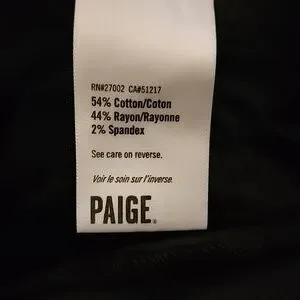 RN#27002 CA#51217
54% Cotton/Coton
44% Rayon/Rayonne
2% Spandex
See care on reverse.
Voir le soin sur l'inverse.
PAIGE®